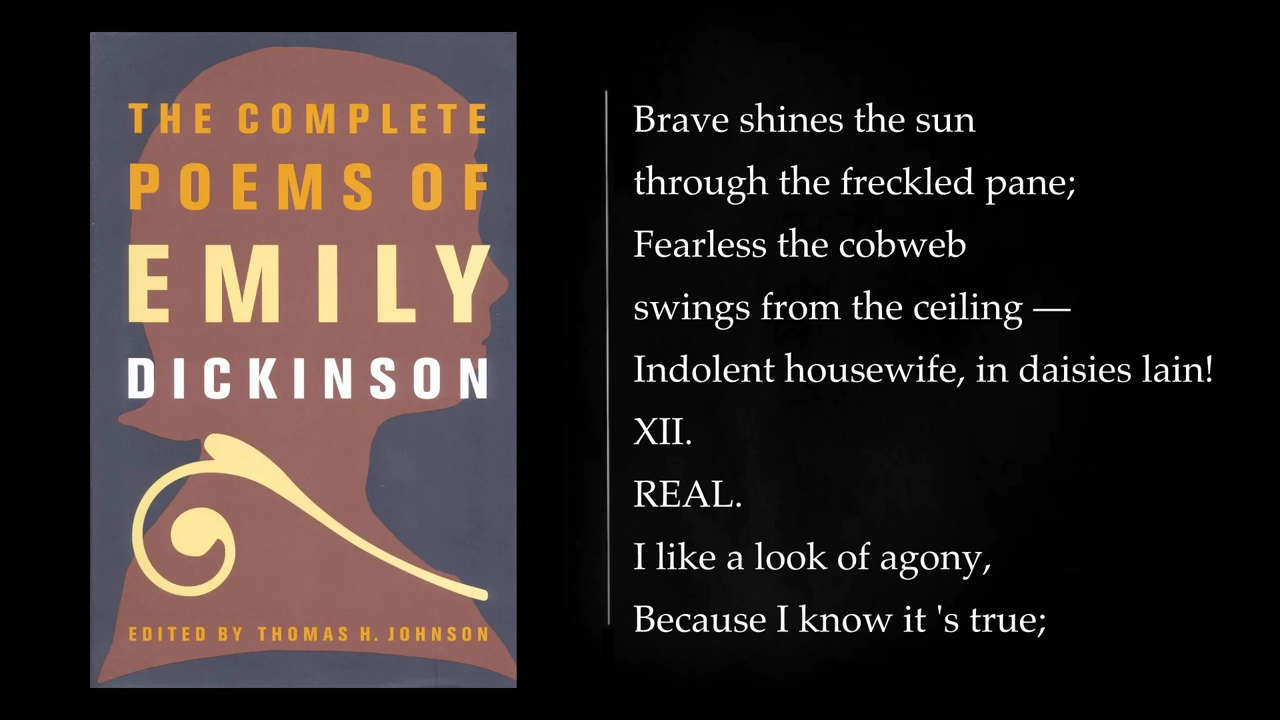 THE COMPLETE
POEMS OF
EMILY
DICKINSON
EDITED BY THOMAS H. JOHNSON
Brave shines the sun
through the freckled pane;
Fearless the cobweb
swings from the ceiling —
Indolent housewife, in daisies lain!
XII.
REAL.
I like a look of agony,
Because I know it 's true;